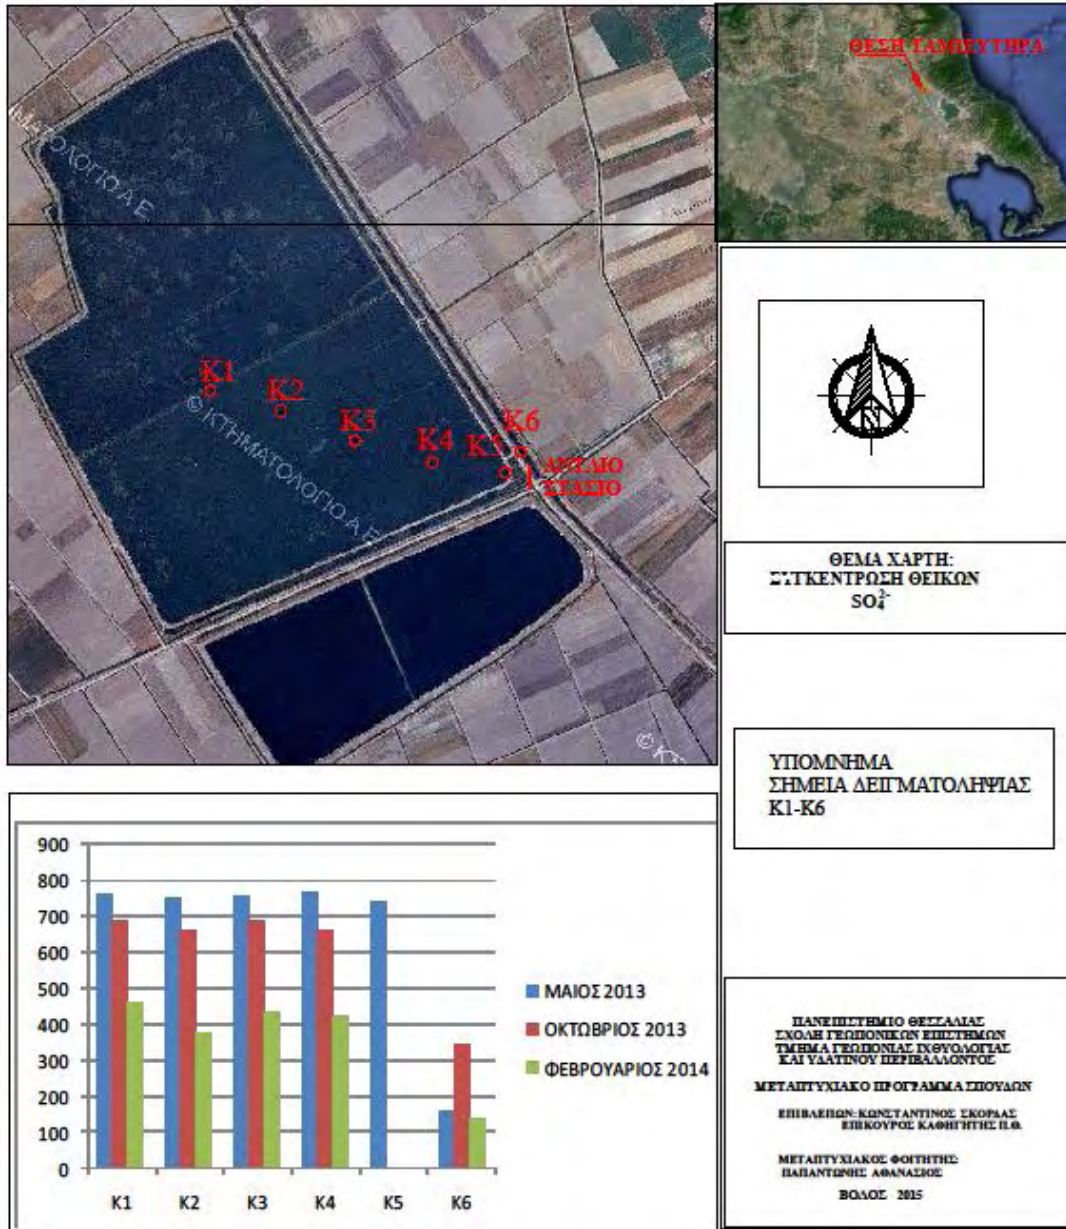 ΘΕΣΗ ΤΑΜΙΕΥΤΗΡΑ
ΜΑΤΟΛΟΓΙΟ Α.Ε
K1
K2
K3
K4
K5
K6
© ΚΤΗΜΑΤΟΛΟΓΙΟ Α.Ε
ΑΝΤΛΙΟ
ΣΤΑΣΙΟ
© ΚΤ
N
ΘΕΜΑ ΧΑΡΤΗ:
ΣΥΓΚΕΝΤΡΩΣΗ ΘΕΙΚΩΝ
SO₄²⁻
ΥΠΟΜΝΗΜΑ
ΣΗΜΕΙΑ ΔΕΙΓΜΑΤΟΛΗΨΙΑΣ
K1-K6
900
800
700
600
500
400
300
200
100
0
K1 K2 K3 K4 K5 K6
ΜΑΙΟΣ 2013
ΟΚΤΩΒΡΙΟΣ 2013
ΦΕΒΡΟΥΑΡΙΟΣ 2014
ΠΑΝΕΠΙΣΤΗΜΙΟ ΘΕΣΣΑΛΙΑΣ
ΣΧΟΛΗ ΓΕΩΠΟΝΙΚΩΝ ΕΠΙΣΤΗΜΩΝ
ΤΜΗΜΑ ΓΕΩΠΟΝΙΑΣ ΙΧΘΥΟΛΟΓΙΑΣ
ΚΑΙ ΥΔΑΤΙΝΟΥ ΠΕΡΙΒΑΛΛΟΝΤΟΣ
ΜΕΤΑΠΤΥΧΙΑΚΟ ΠΡΟΓΡΑΜΜΑ ΣΠΟΥΔΩΝ
ΕΠΙΒΛΕΠΩΝ: ΚΩΝΣΤΑΝΤΙΝΟΣ ΣΚΟΡΔΑΣ
ΕΠΙΚΟΥΡΟΣ ΚΑΘΗΓΗΤΗΣ Π.Θ.
ΜΕΤΑΠΤΥΧΙΑΚΟΣ ΦΟΙΤΗΤΗΣ:
ΠΑΠΑΝΤΩΝΗΣ ΑΘΑΝΑΣΙΟΣ
ΒΟΛΟΣ 2015